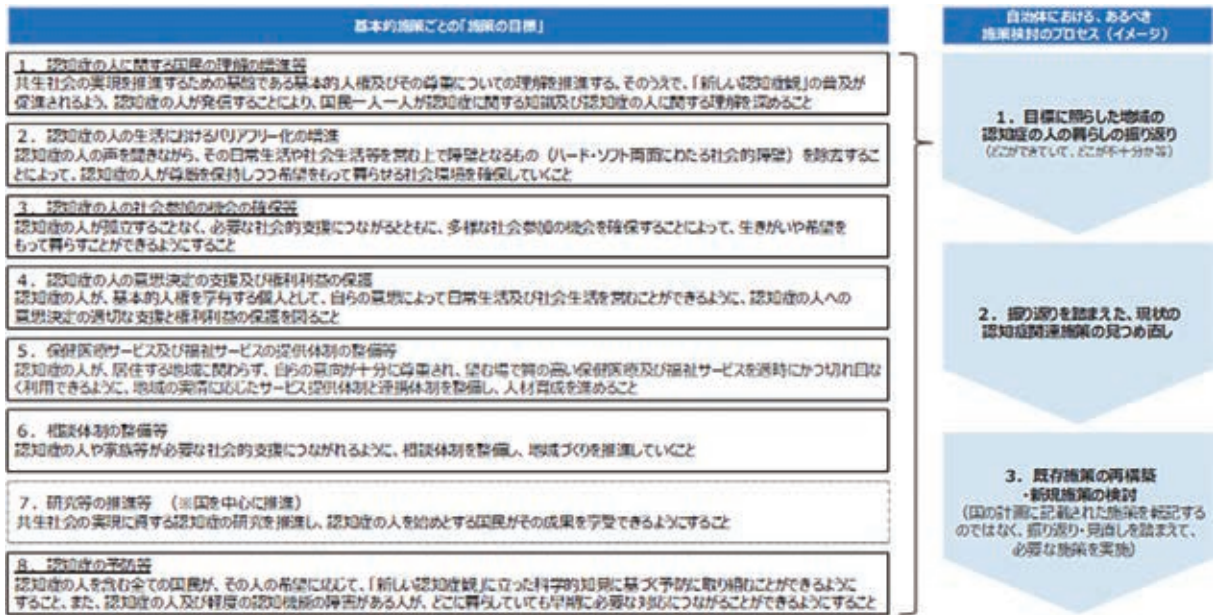 基本的施策ごとの「施策の目標」
1．認知症の人に関する国民の理解の増進等
共生社会の実現を推進するための基盤である基本的人権及びその尊重についての理解を推進する、そのうえで、「新しい認知症観」の普及が
促進されるよう、認知症の人が発信することにより、国民一人一人が認知症に関する知識及び認知症の人に関する理解を深めること
2．認知症の人の生活におけるバリアフリー化の増進
認知症の人の声を聞きながら、その日常生活や社会生活等を営む上で障壁となるもの（ハード・ソフト両面にわたる社会的障壁）を除去するこ
とによって、認知症の人が尊厳を保持しつつ希望をもって暮らせる社会環境を確保していくこと
3．認知症の人の社会参加の機会の確保等
認知症の人が孤立することなく、必要な社会的支援につながるとともに、多様な社会参加の機会を確保することによって、生きがいや希望を
もって暮らすことができるようにすること
4．認知症の人の意思決定の支援及び権利利益の保護
認知症の人が、基本的人権を享有する個人として、自らの意思によって日常生活及び社会生活を営むことができるように、認知症の人への
意思決定の適切な支援と権利利益の保護を図ること
5．保健医療サービス及び福祉サービスの提供体制の整備等
認知症の人が、居住する地域に関わらず、自らの意向が十分に尊重され、望む場で質の高い保健医療及び福祉サービスを適時にかつ切れ目な
く利用できるように、地域の実情に応じたサービス提供体制と連携体制を整備し、人材育成を進めること
6．相談体制の整備等
認知症の人や家族等が必要な社会的支援につながれるように、相談体制を整備し、地域づくりを推進していくこと
7．研究等の推進等　（※国を中心に推進）
共生社会の実現に資する認知症の研究を推進し、認知症の人を始めとする国民がその成果を享受できるようにすること
8．認知症の予防等
認知症の人を含む全ての国民が、その人の希望に応じて、「新しい認知症観」に立った科学的知見に基づく予防に取り組むことができるように
すること、また、認知症の人及び軽度の認知機能の障害がある人が、どこに暮らしていても早期に必要な対応につながることができるようにすること
自治体における、あるべき
施策検討のプロセス（イメージ）
1．目標に照らした地域の
認知症の人の暮らしの振り返り
（どこができていて、どこが不十分か等）
2．振り返りを踏まえた、現状の
認知症関連施策の見つめ直し
3．既存施策の再構築
・新規施策の検討
（国の計画に記載された施策を転記する
のではなく、振り返り・見直しを踏まえて、
必要な施策を実施）